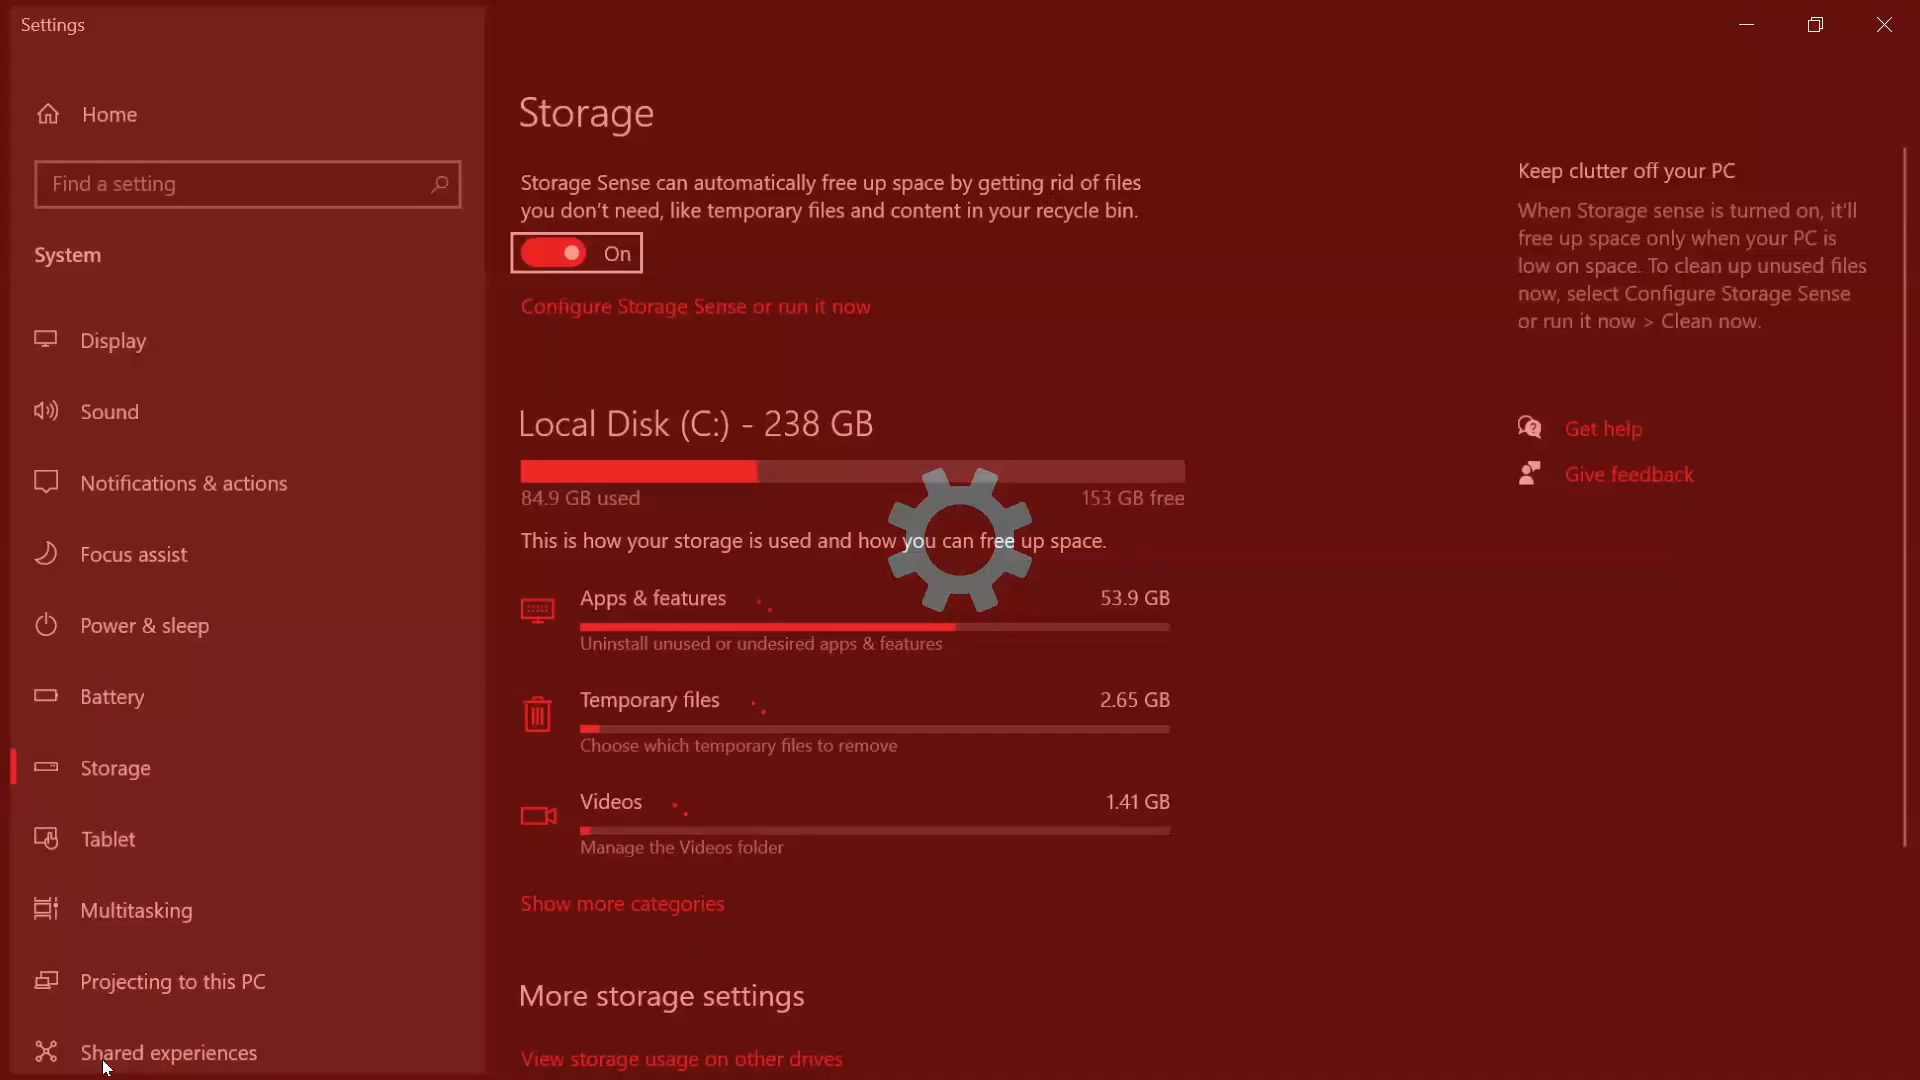 Settings
Home
Find a setting
System
Display
Sound
Notifications & actions
Focus assist
Power & sleep
Battery
Storage
Tablet
Multitasking
Projecting to this PC
Shared experiences
Storage
Storage Sense can automatically free up space by getting rid of files
you don't need, like temporary files and content in your recycle bin.
On
Configure Storage Sense or run it now
Local Disk (C:) - 238 GB
84.9 GB used
153 GB free
This is how your storage is used and how you can free up space.
Apps & features
53.9 GB
Uninstall unused or undesired apps & features
Temporary files
2.65 GB
Choose which temporary files to remove
Videos
1.41 GB
Manage the Videos folder
Show more categories
More storage settings
View storage usage on other drives
Keep clutter off your PC
When Storage sense is turned on, it'll
free up space only when your PC is
low on space. To clean up unused files
now, select Configure Storage Sense
or run it now > Clean now.
Get help
Give feedback